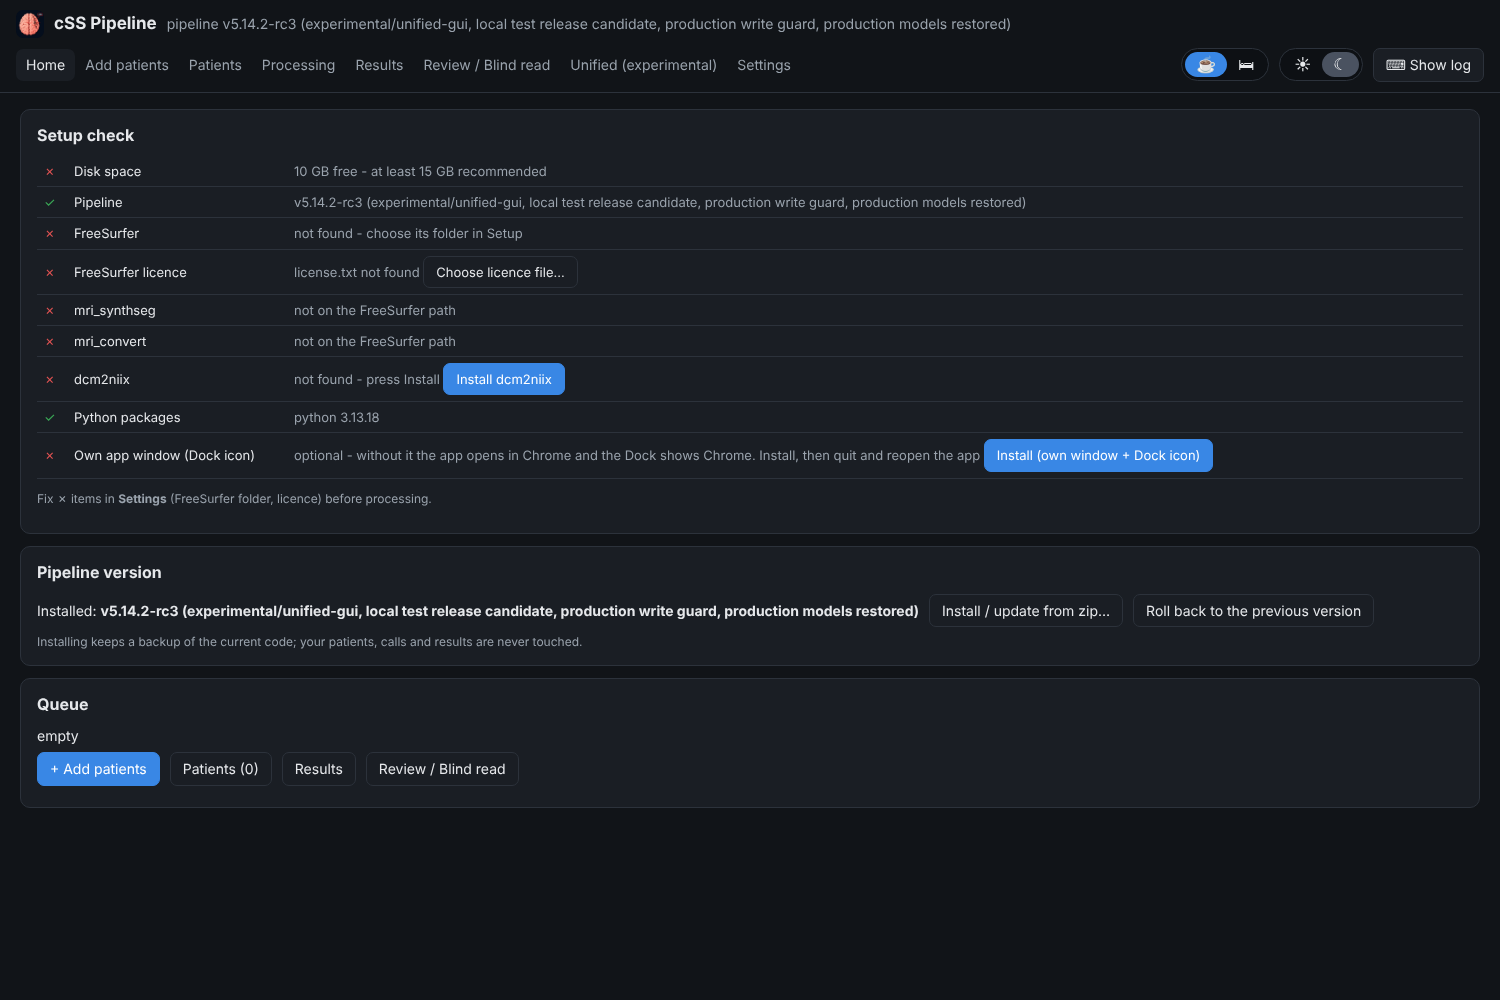 cSS Pipeline pipeline v5.14.2-rc3 (experimental/unified-gui, local test release candidate, production write guard, production models restored)
Home Add patients Patients Processing Results Review / Blind read Unified (experimental) Settings Show log
Setup check
✕ Disk space 10 GB free - at least 15 GB recommended
✓ Pipeline v5.14.2-rc3 (experimental/unified-gui, local test release candidate, production write guard, production models restored)
✕ FreeSurfer not found - choose its folder in Setup
✕ FreeSurfer licence license.txt not found Choose licence file...
✕ mri_synthseg not on the FreeSurfer path
✕ mri_convert not on the FreeSurfer path
✕ dcm2niix not found - press Install Install dcm2niix
✓ Python packages python 3.13.18
✕ Own app window (Dock icon) optional - without it the app opens in Chrome and the Dock shows Chrome. Install, then quit and reopen the app Install (own window + Dock icon)
Fix ✕ items in Settings (FreeSurfer folder, licence) before processing.
Pipeline version
Installed: v5.14.2-rc3 (experimental/unified-gui, local test release candidate, production write guard, production models restored) Install / update from zip... Roll back to the previous version
Installing keeps a backup of the current code; your patients, calls and results are never touched.
Queue
empty
+ Add patients Patients (0) Results Review / Blind read